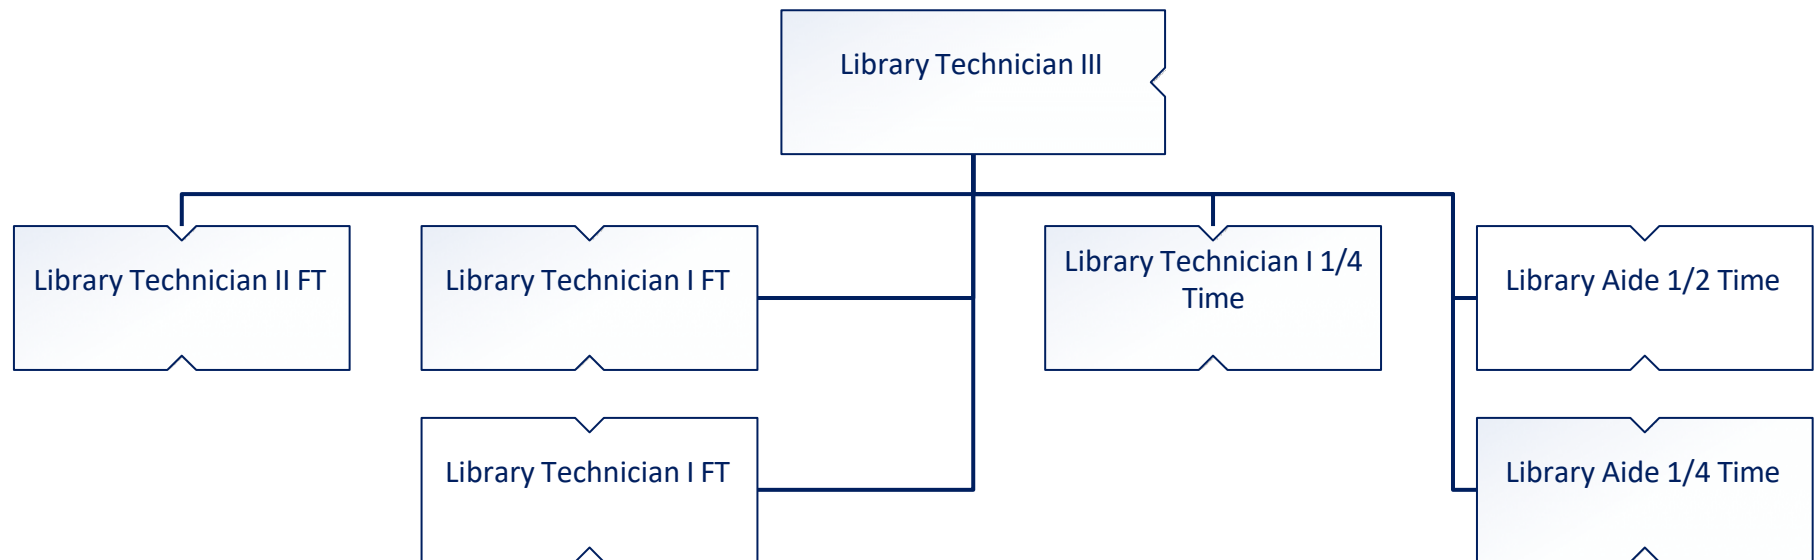 Library Technician III
Library Technician II FT
Library Technician I FT
Library Technician I 1/4
Time
Library Aide 1/2 Time
Library Technician I FT
Library Aide 1/4 Time